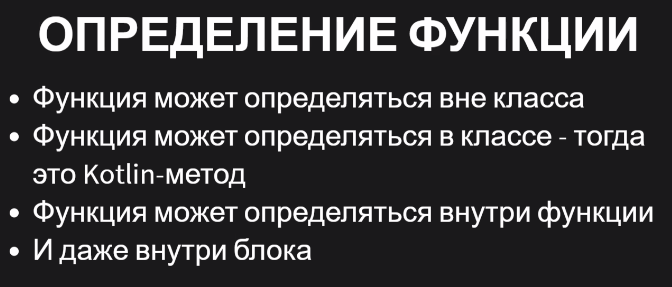 ОПРЕДЕЛЕНИЕ ФУНКЦИИ
• Функция может определяться вне класса
• Функция может определяться в классе - тогда
это Kotlin-метод
• Функция может определяться внутри функции
• И даже внутри блока